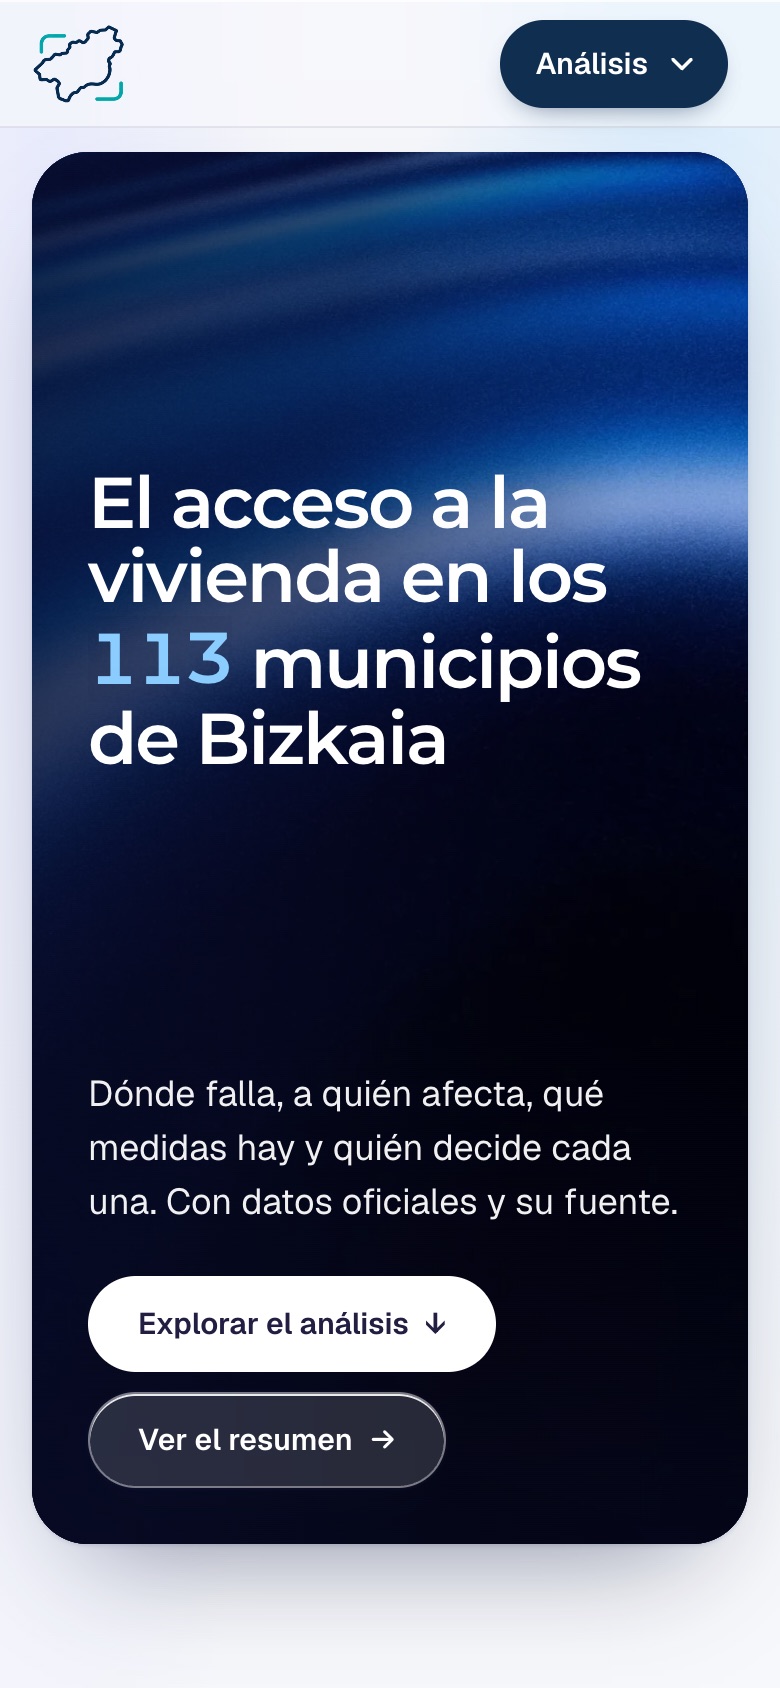 Análisis
El acceso a la
vivienda en los
113 municipios
de Bizkaia
Dónde falla, a quién afecta, qué
medidas hay y quién decide cada
una. Con datos oficiales y su fuente.
Explorar el análisis ↓
Ver el resumen →